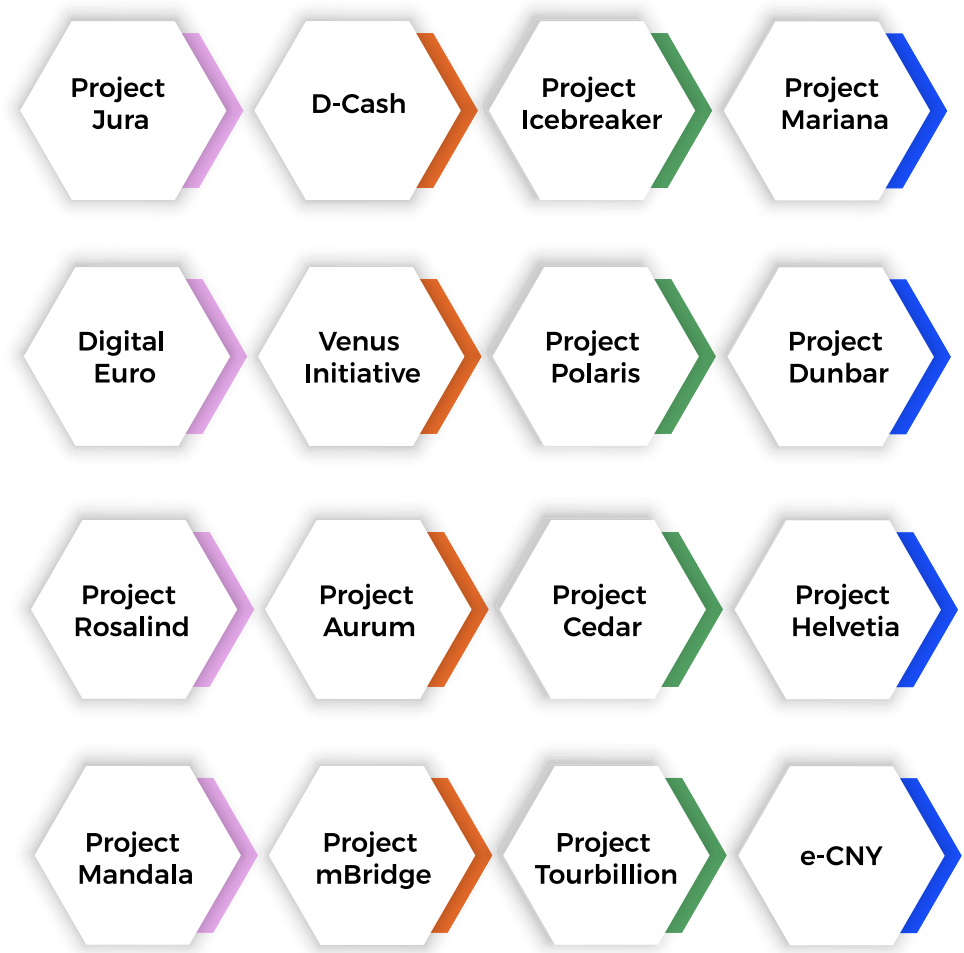 Project
Jura
D-Cash
Project
Icebreaker
Project
Mariana
Digital
Euro
Venus
Initiative
Project
Polaris
Project
Dunbar
Project
Rosalind
Project
Aurum
Project
Cedar
Project
Helvetia
Project
Mandala
Project
mBridge
Project
Tourbillion
e-CNY